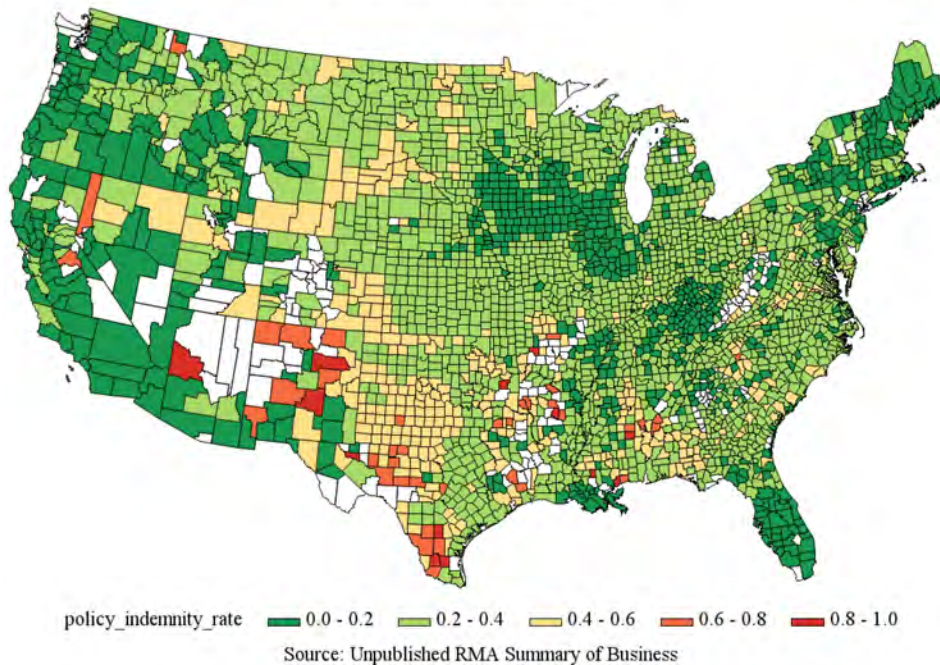 policy_indemnity_rate 0.0 - 0.2 0.2 - 0.4 0.4 - 0.6 0.6 - 0.8 0.8 - 1.0
Source: Unpublished RMA Summary of Business